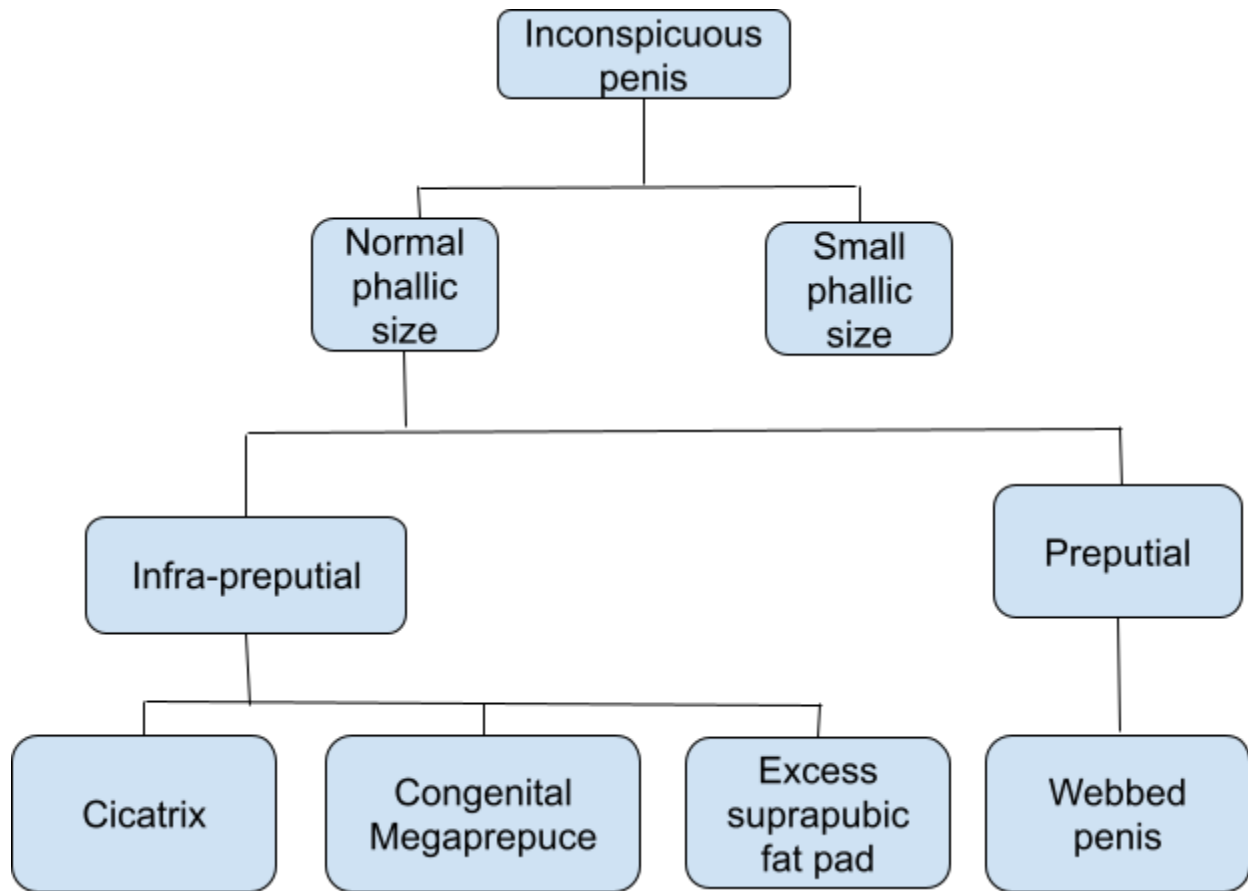 Inconspicuous
penis
Normal
phallic
size
Small
phallic
size
Infra-preputial
Preputial
Cicatrix
Congenital
Megaprepuce
Excess
suprapubic
fat pad
Webbed
penis